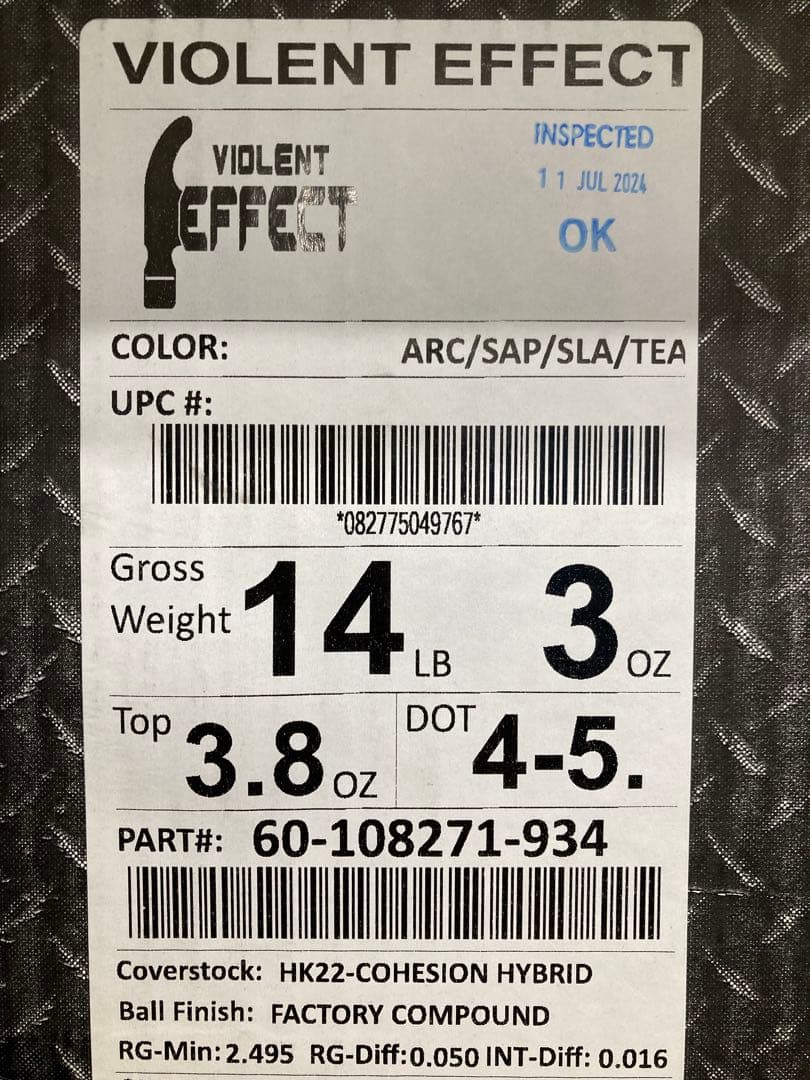 VIOLENT EFFECT
VIOLENT
EFFECT
INSPECTED
11 JUL 2024
OK
COLOR: ARC/SAP/SLA/TEA
UPC #:
*082775049767*
Gross
Weight 14 LB 3 OZ
Top 3.8 OZ DOT 4-5.
PART#: 60-108271-934
Coverstock: HK22-COHESION HYBRID
Ball Finish: FACTORY COMPOUND
RG-Min: 2.495 RG-Diff:0.050 INT-Diff: 0.016